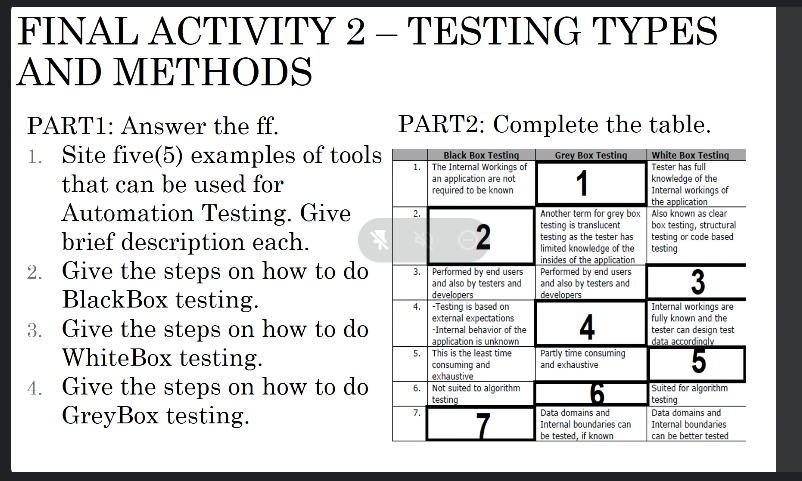 FINAL ACTIVITY 2 – TESTING TYPES
AND METHODS
PART1: Answer the ff.
1. Site five(5) examples of tools
that can be used for
Automation Testing. Give
brief description each.
2. Give the steps on how to do
BlackBox testing.
3. Give the steps on how to do
WhiteBox testing.
4. Give the steps on how to do
GreyBox testing.
PART2: Complete the table.
Black Box Testing Grey Box Testing White Box Testing
1. The Internal Workings of
an application are not
required to be known
1
Tester has full
knowledge of the
Internal workings of
the application
2.
2
Another term for grey box
testing is translucent
testing as the tester has
limited knowledge of the
insides of the application
Also known as clear
box testing, structural
testing or code based
testing
3. Performed by end users
and also by testers and
developers
Performed by end users
and also by testers and
developers
3
4. -Testing is based on
external expectations
-Internal behavior of the
application is unknown
4
Internal workings are
fully known and the
tester can design test
data accordingly
5. This is the least time
consuming and
exhaustive
Partly time consuming
and exhaustive
5
6. Not suited to algorithm
testing
6
Suited for algorithm
testing
7.
7
Data domains and
Internal boundaries can
be tested, if known
Data domains and
Internal boundaries
can be better tested